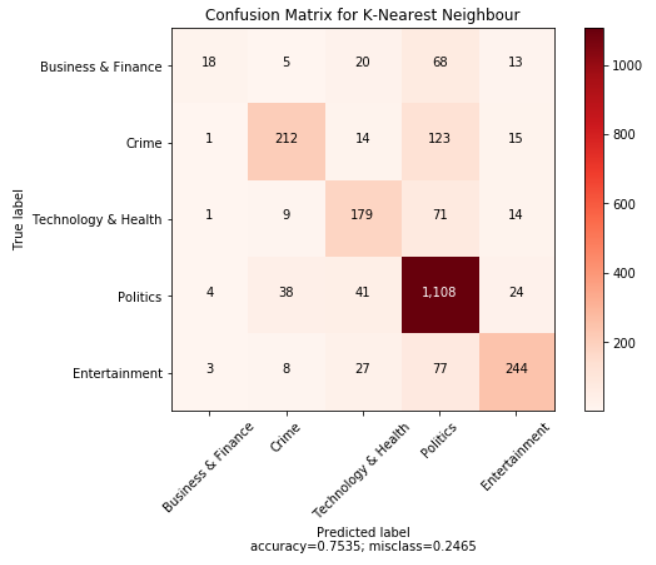 Confusion Matrix for K-Nearest Neighbour
True label
Business & Finance 18 5 20 68 13
Crime 1 212 14 123 15
Technology & Health 1 9 179 71 14
Politics 4 38 41 1,108 24
Entertainment 3 8 27 77 244
Business & Finance Crime Technology & Health Politics Entertainment
Predicted label
accuracy=0.7535; misclass=0.2465
1000
800
600
400
200